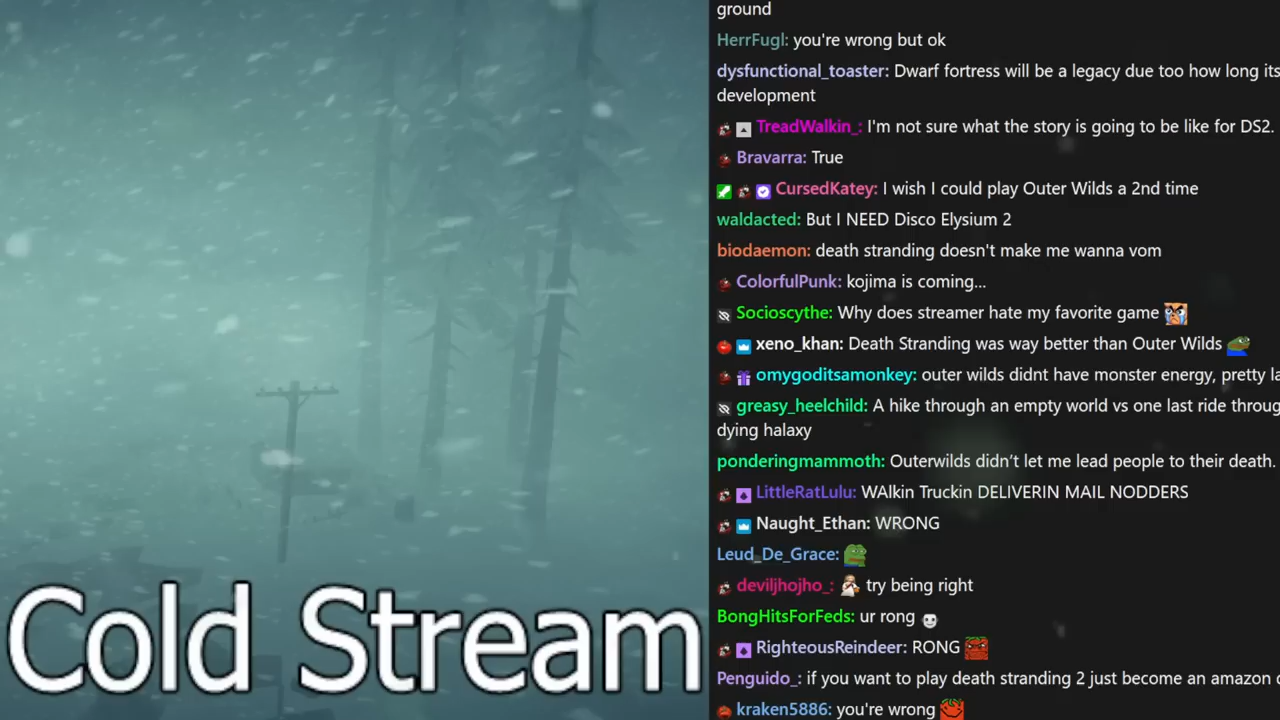 ground
HerrFugl: you're wrong but ok
dysfunctional_toaster: Dwarf fortress will be a legacy due too how long its
development
TreadWalkin_: I'm not sure what the story is going to be like for DS2.
Bravarra: True
CursedKatey: I wish I could play Outer Wilds a 2nd time
waldacted: But I NEED Disco Elysium 2
biodaemon: death stranding doesn't make me wanna vom
ColorfulPunk: kojima is coming...
Socioscythe: Why does streamer hate my favorite game
xeno_khan: Death Stranding was way better than Outer Wilds
omygoditsamonkey: outer wilds didnt have monster energy, pretty
greasy_heelchild: A hike through an empty world vs one last ride
dying halaxy
ponderingmammoth: Outerwilds didn’t let me lead people to their death.
LittleRatLulu: WAlkin Truckin DELIVERIN MAIL NODDERS
Naught_Ethan: WRONG
Leud_De_Grace:
deviljhojho_: try being right
BongHitsForFeds: ur rong
RighteousReindeer: RONG
Penguido_: if you want to play death stranding 2 just become an amazon
kraken5886: you're wrong
Cold Stream